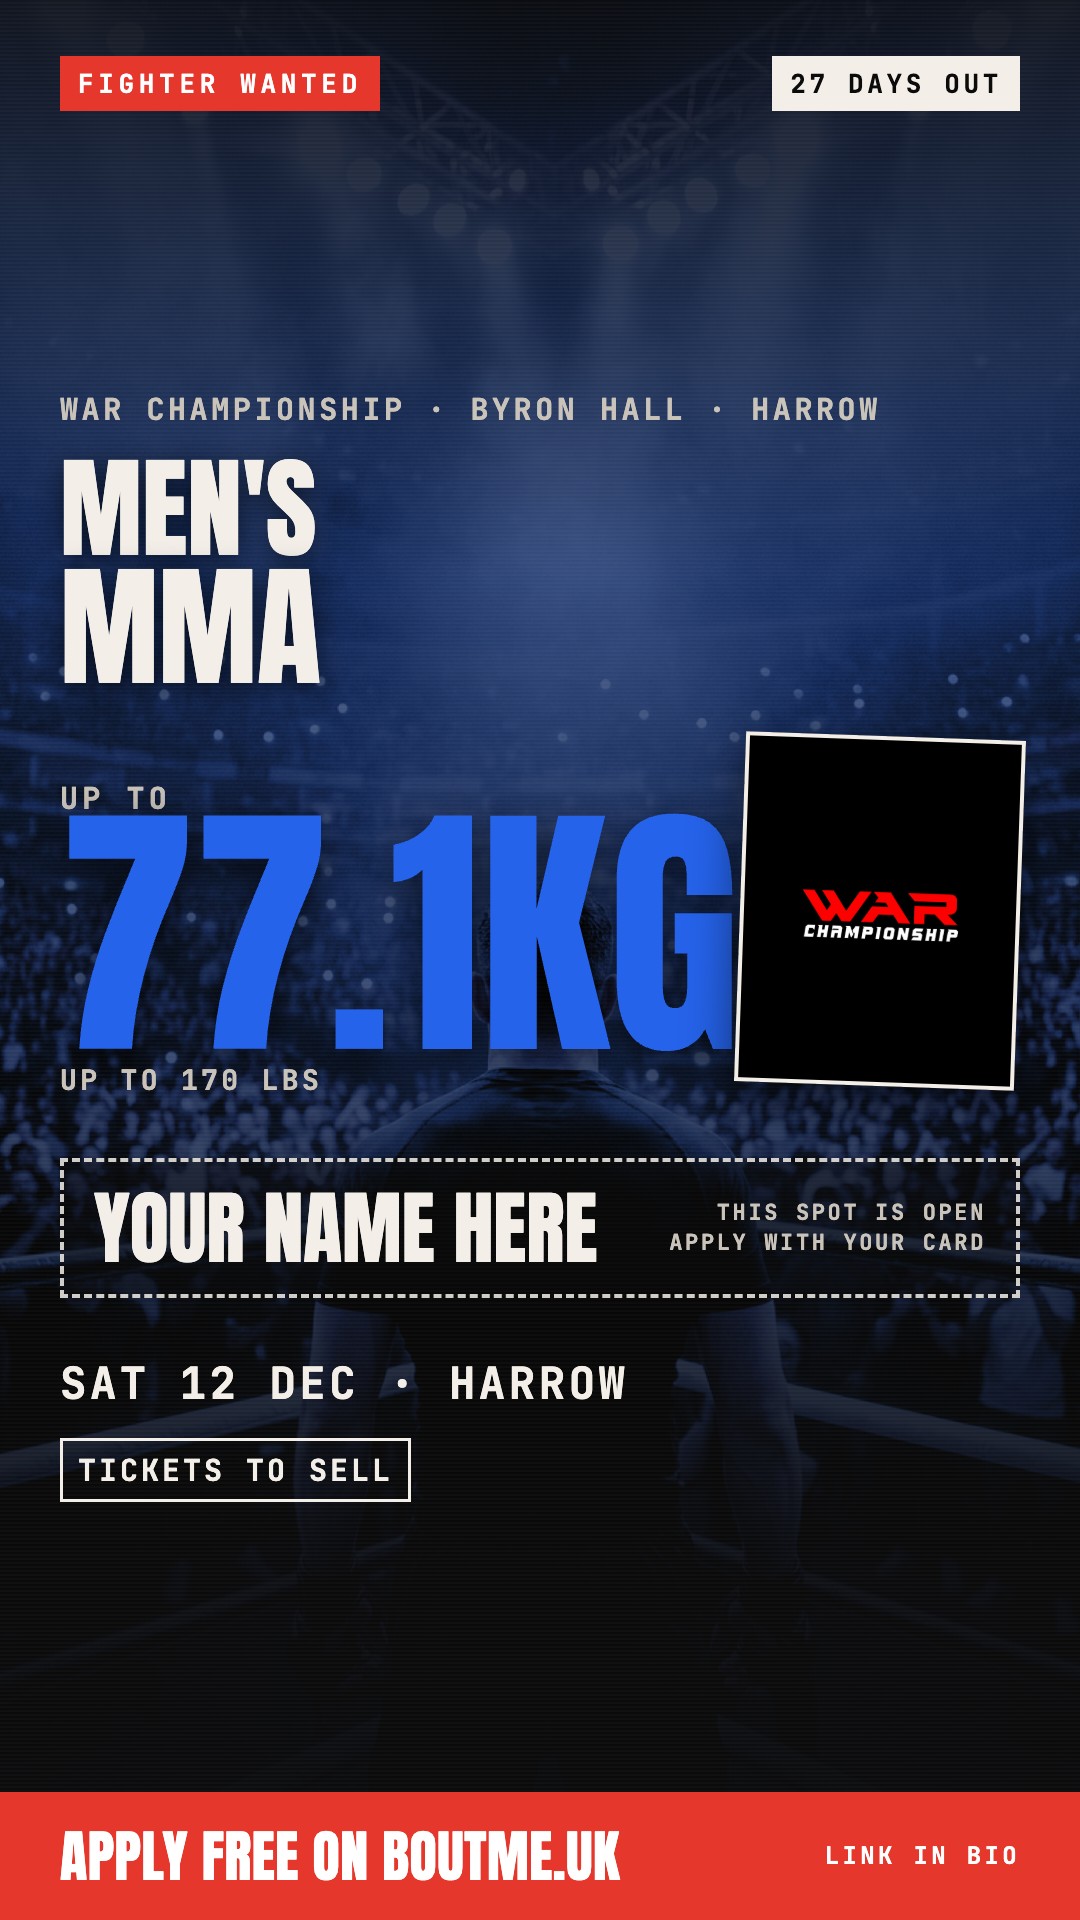 FIGHTER WANTED
27 DAYS OUT
WAR CHAMPIONSHIP · BYRON HALL · HARROW
MEN'S
MMA
UP TO
77.1KG
WAR
CHAMPIONSHIP
UP TO 170 LBS
YOUR NAME HERE
THIS SPOT IS OPEN
APPLY WITH YOUR CARD
SAT 12 DEC · HARROW
TICKETS TO SELL
APPLY FREE ON BOUTME.UK
LINK IN BIO